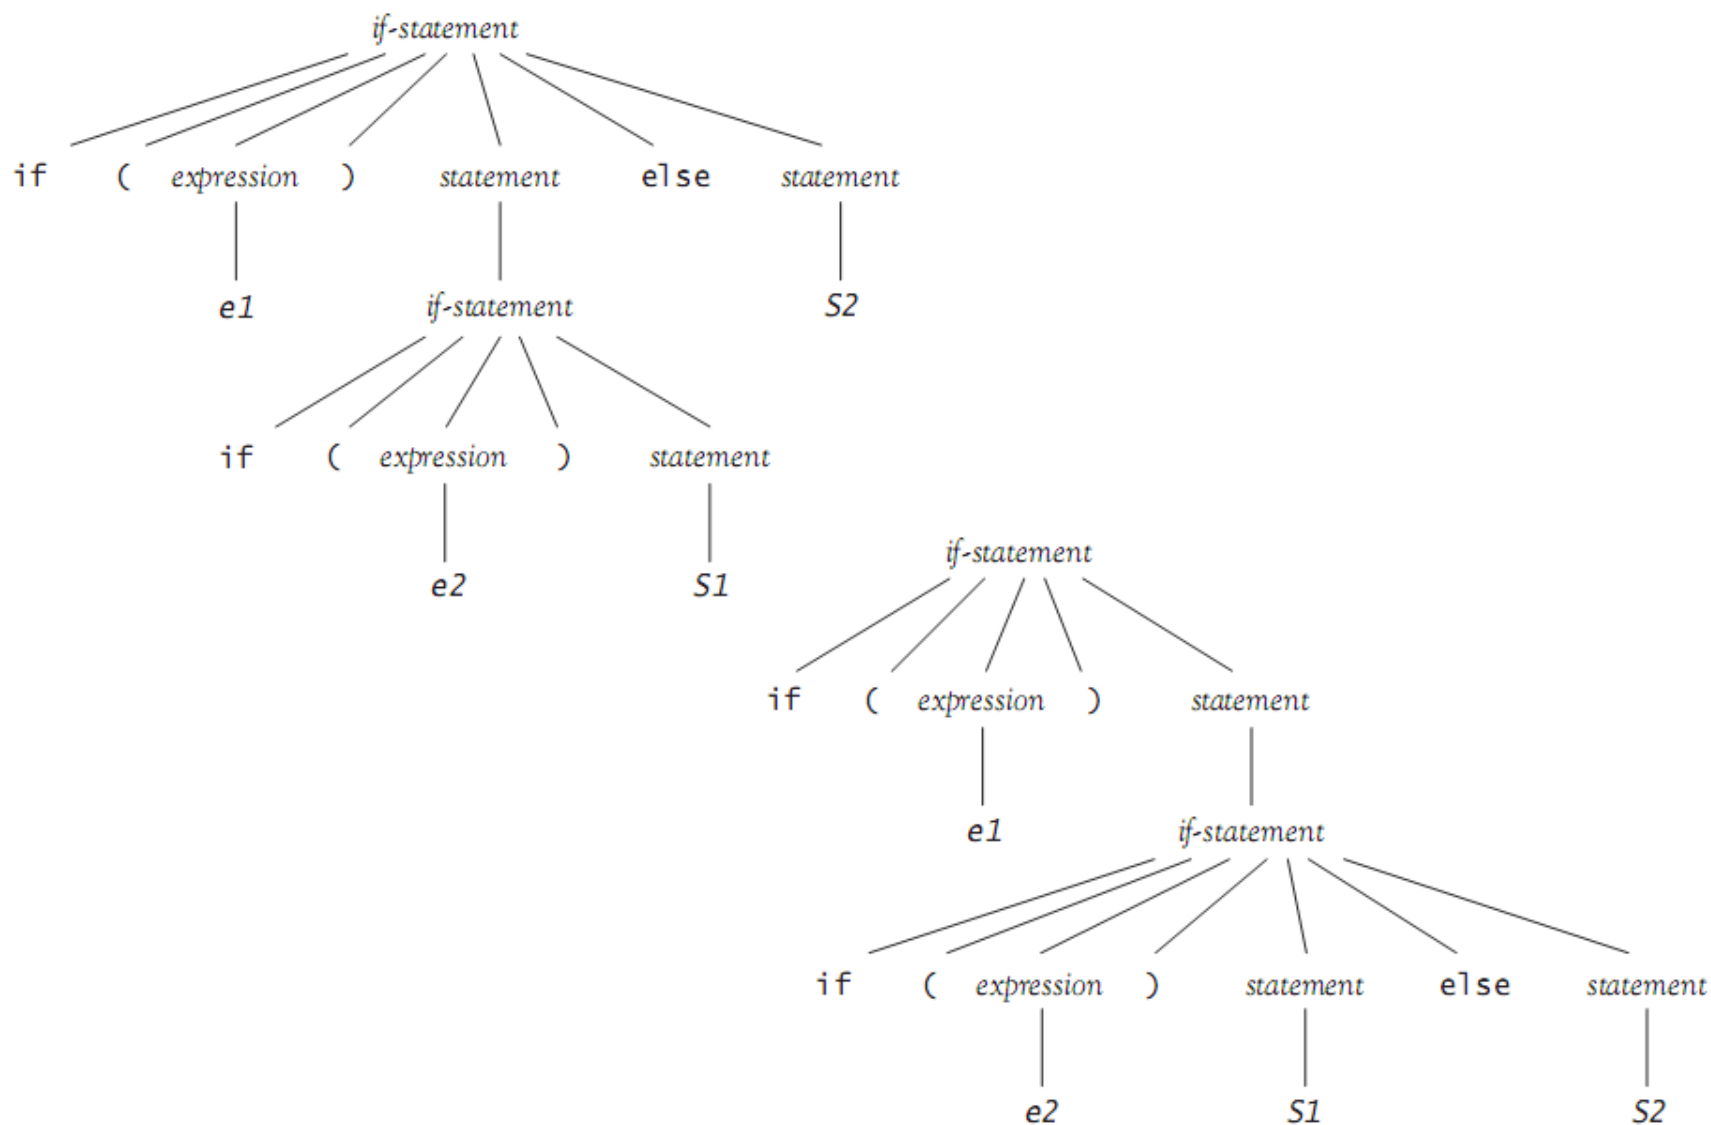 if-statement
if ( expression ) statement else statement
e1 if-statement S2
if ( expression ) statement
e2 S1
if-statement
if ( expression ) statement
e1 if-statement
if ( expression ) statement else statement
e2 S1 S2